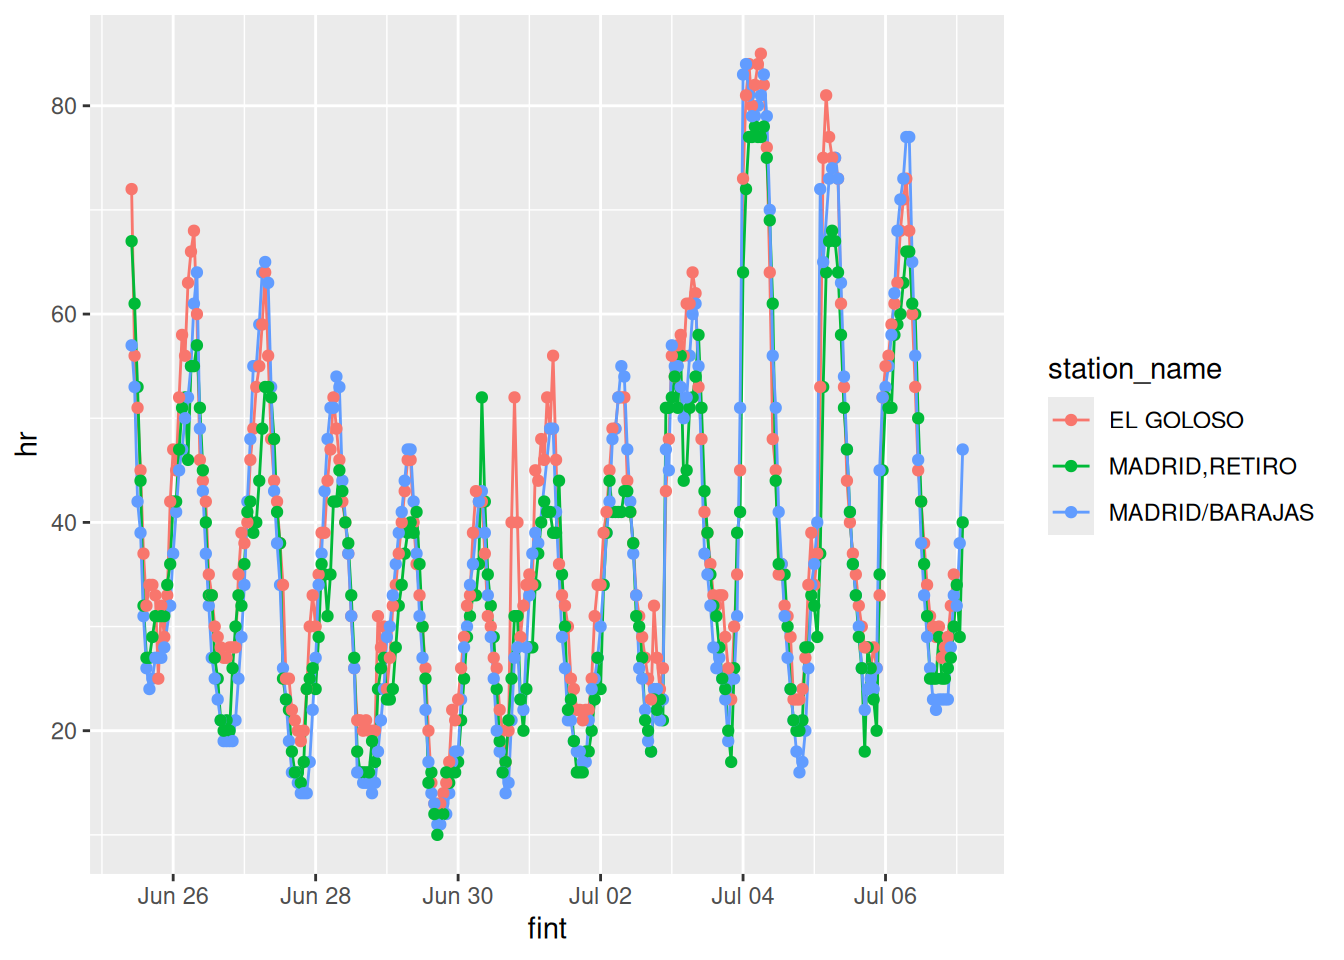 80
60
40
20
hr
Jun 26
Jun 28
Jun 30
Jul 02
Jul 04
Jul 06
fint
station_name
EL GOLOSO
MADRID,RETIRO
MADRID/BARAJAS